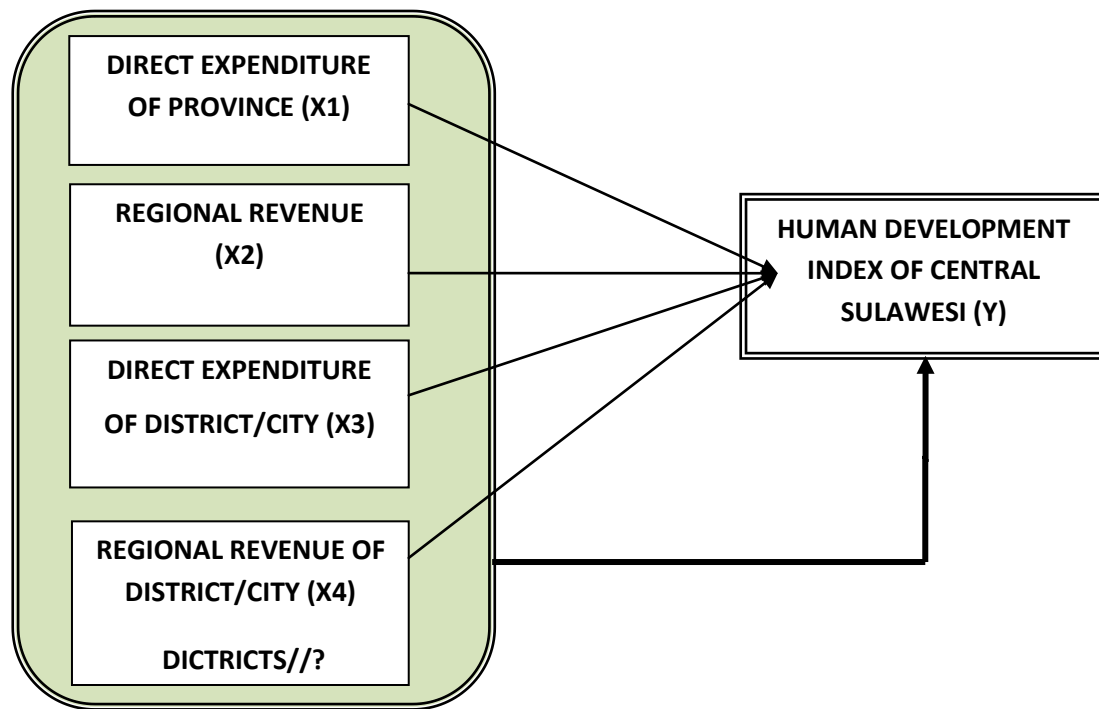 DIRECT EXPENDITURE
OF PROVINCE (X1)
REGIONAL REVENUE
(X2)
DIRECT EXPENDITURE
OF DISTRICT/CITY (X3)
REGIONAL REVENUE OF
DISTRICT/CITY (X4)
DICTRICTS//?
HUMAN DEVELOPMENT
INDEX OF CENTRAL
SULAWESI (Y)